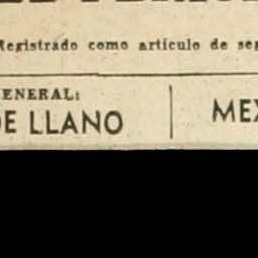 Registrado como artículo de se
ENERAL:
DE LLANO
MEX